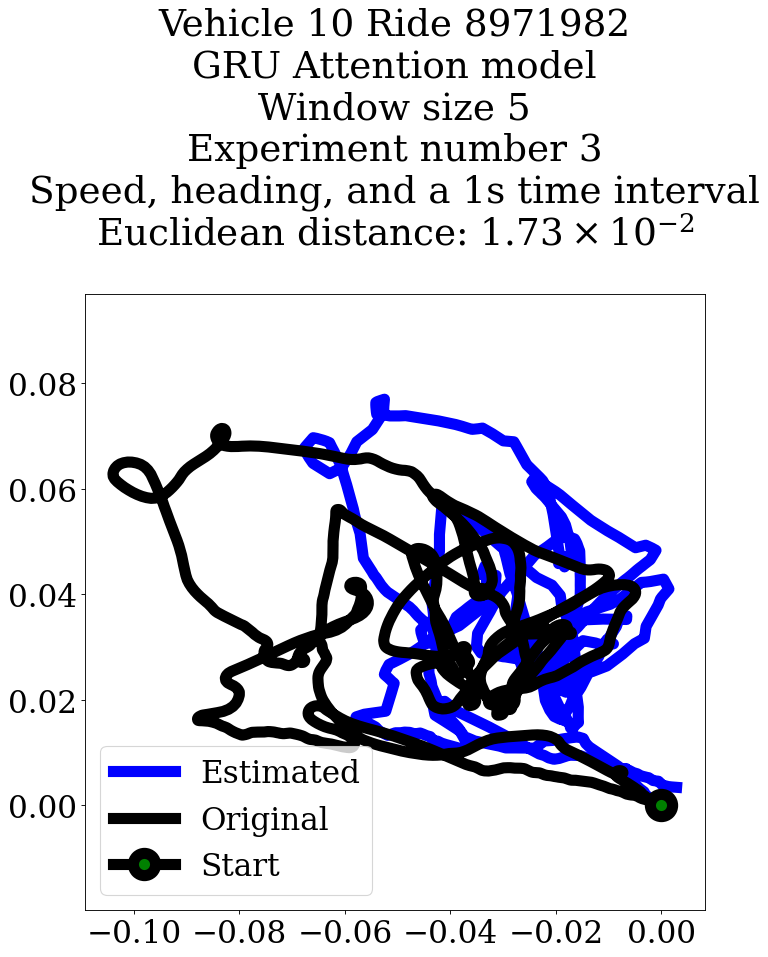 Vehicle 10 Ride 8971982
GRU Attention model
Window size 5
Experiment number 3
Speed, heading, and a 1s time interval
Euclidean distance: 1.73 × 10⁻²
0.08
0.06
0.04
0.02
0.00
Estimated
Original
Start
−0.10 −0.08 −0.06 −0.04 −0.02 0.00